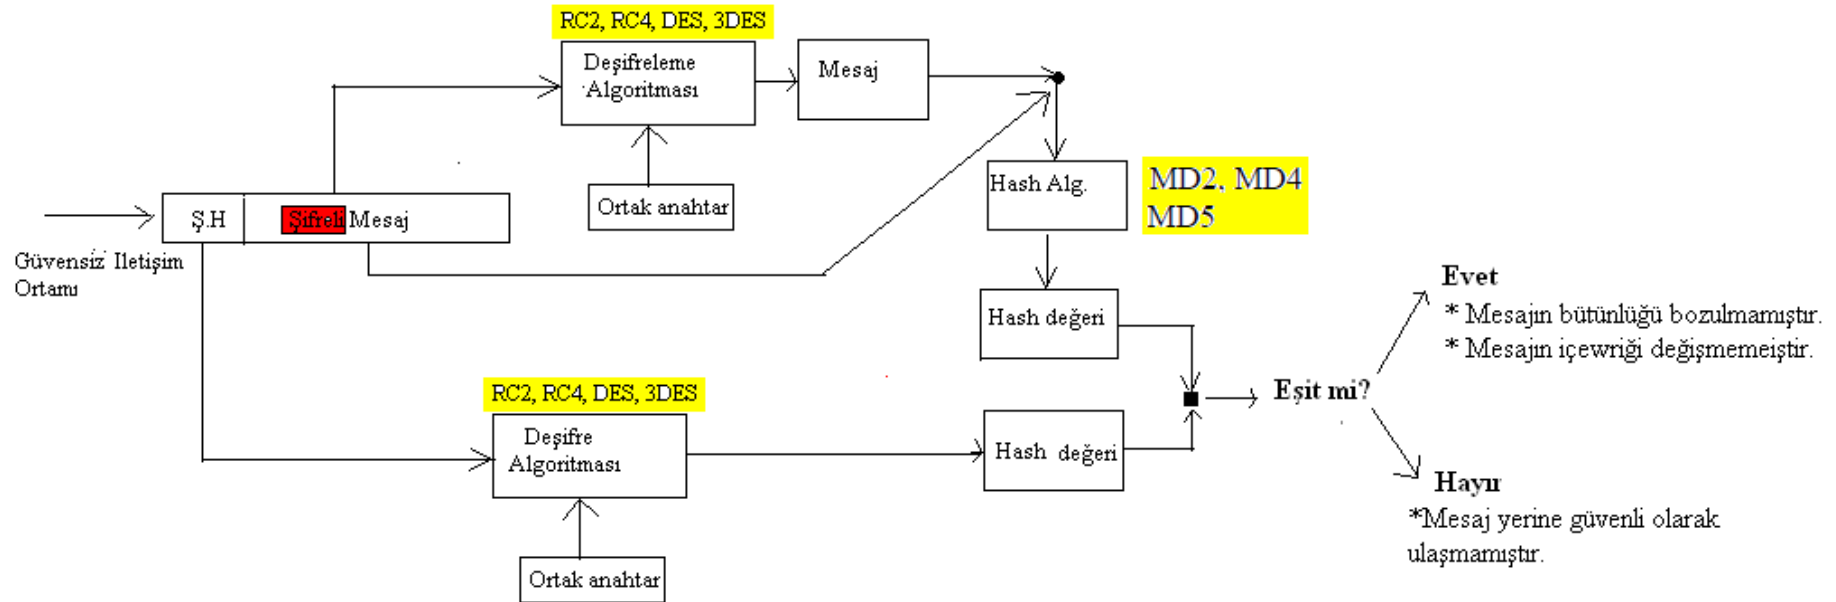 RC2, RC4, DES, 3DES
Deşifreleme
Algoritması
Mesaj
Ortak anahtar
Hash Alg.
MD2, MD4
MD5
Ş.H
Şifreli Mesaj
Güvensiz Iletişim
Ortamı
Hash değeri
Evet
* Mesajın bütünlüğü bozulmamıştır.
* Mesajın içewriği değişmemeiştir.
Eşit mi?
RC2, RC4, DES, 3DES
Deşifre
Algoritması
Hash değeri
Hayır
*Mesaj yerine güvenli olarak
ulaşmamıştır.
Ortak anahtar